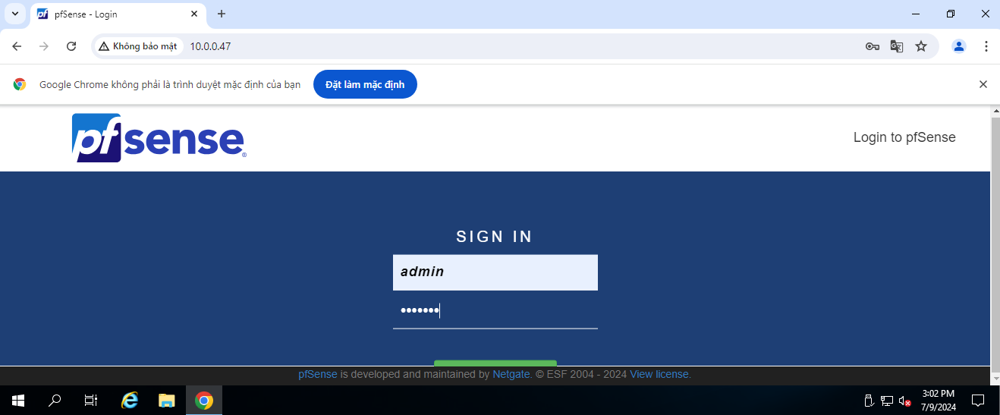 pfSense - Login
Không bảo mật
10.0.0.47
Google Chrome không phải là trình duyệt mặc định của bạn
Đặt làm mặc định
pfsense®
Login to pfSense
SIGN IN
admin
•••••••
pfSense is developed and maintained by Netgate. © ESF 2004 - 2024 View license.
3:02 PM
7/9/2024